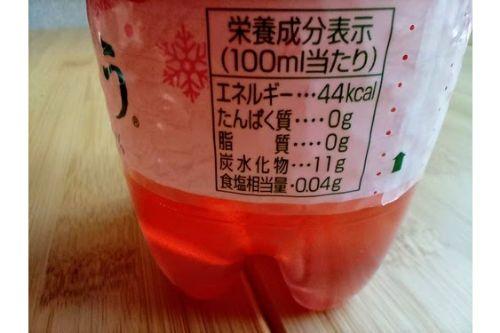 栄養成分表示
(100ml当たり)
エネルギー…44kcal
たんぱく質‥‥0g
脂 質‥‥0g
炭水化物…11g
食塩相当量‥0.04g
う®
%